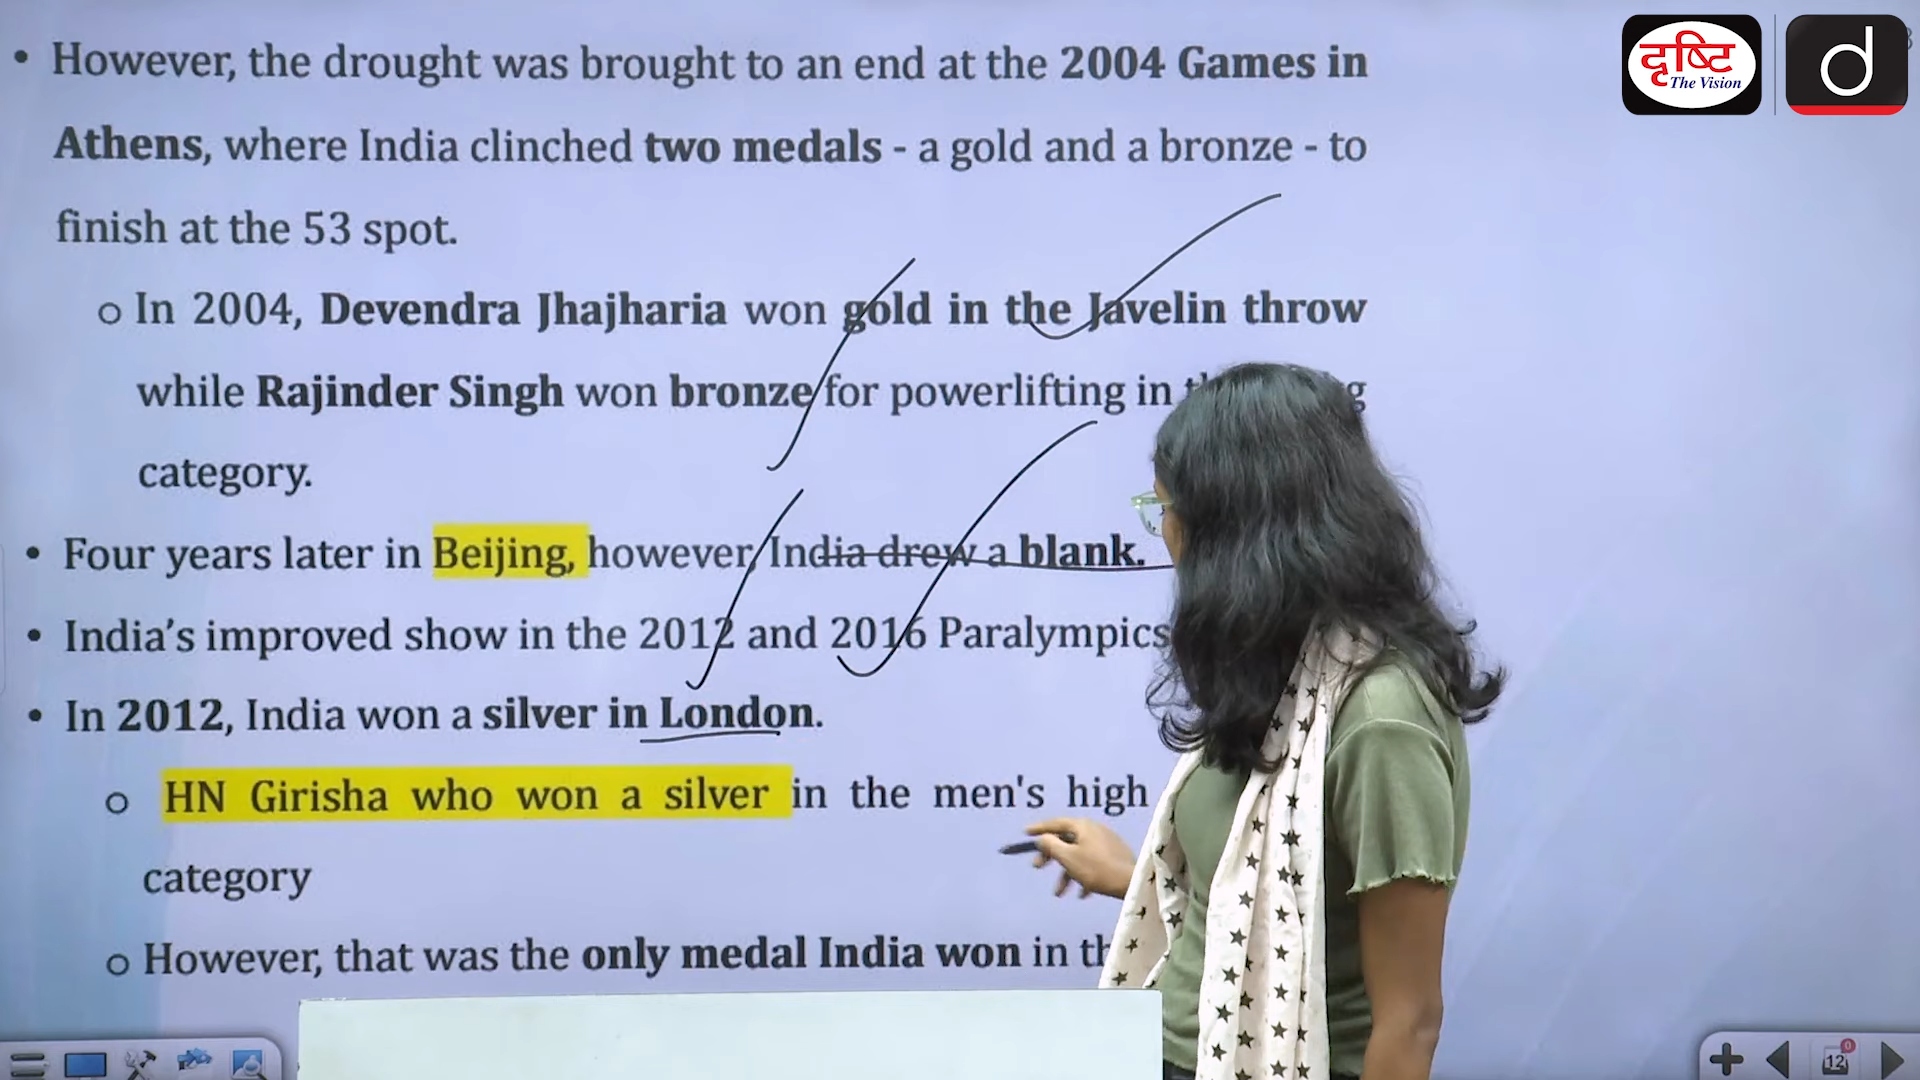 • However, the drought was brought to an end at the 2004 Games in
Athens, where India clinched two medals - a gold and a bronze - to
finish at the 53 spot.
o In 2004, Devendra Jhajharia won gold in the Javelin throw
while Rajinder Singh won bronze for powerlifting in
category.
• Four years later in Beijing, however, India drew a blank.
• India's improved show in the 2012 and 2016 Paralympics
• In 2012, India won a silver in London.
o HN Girisha who won a silver in the men's high
category
o However, that was the only medal India won in
दृष्टि
The Vision
d
12
0